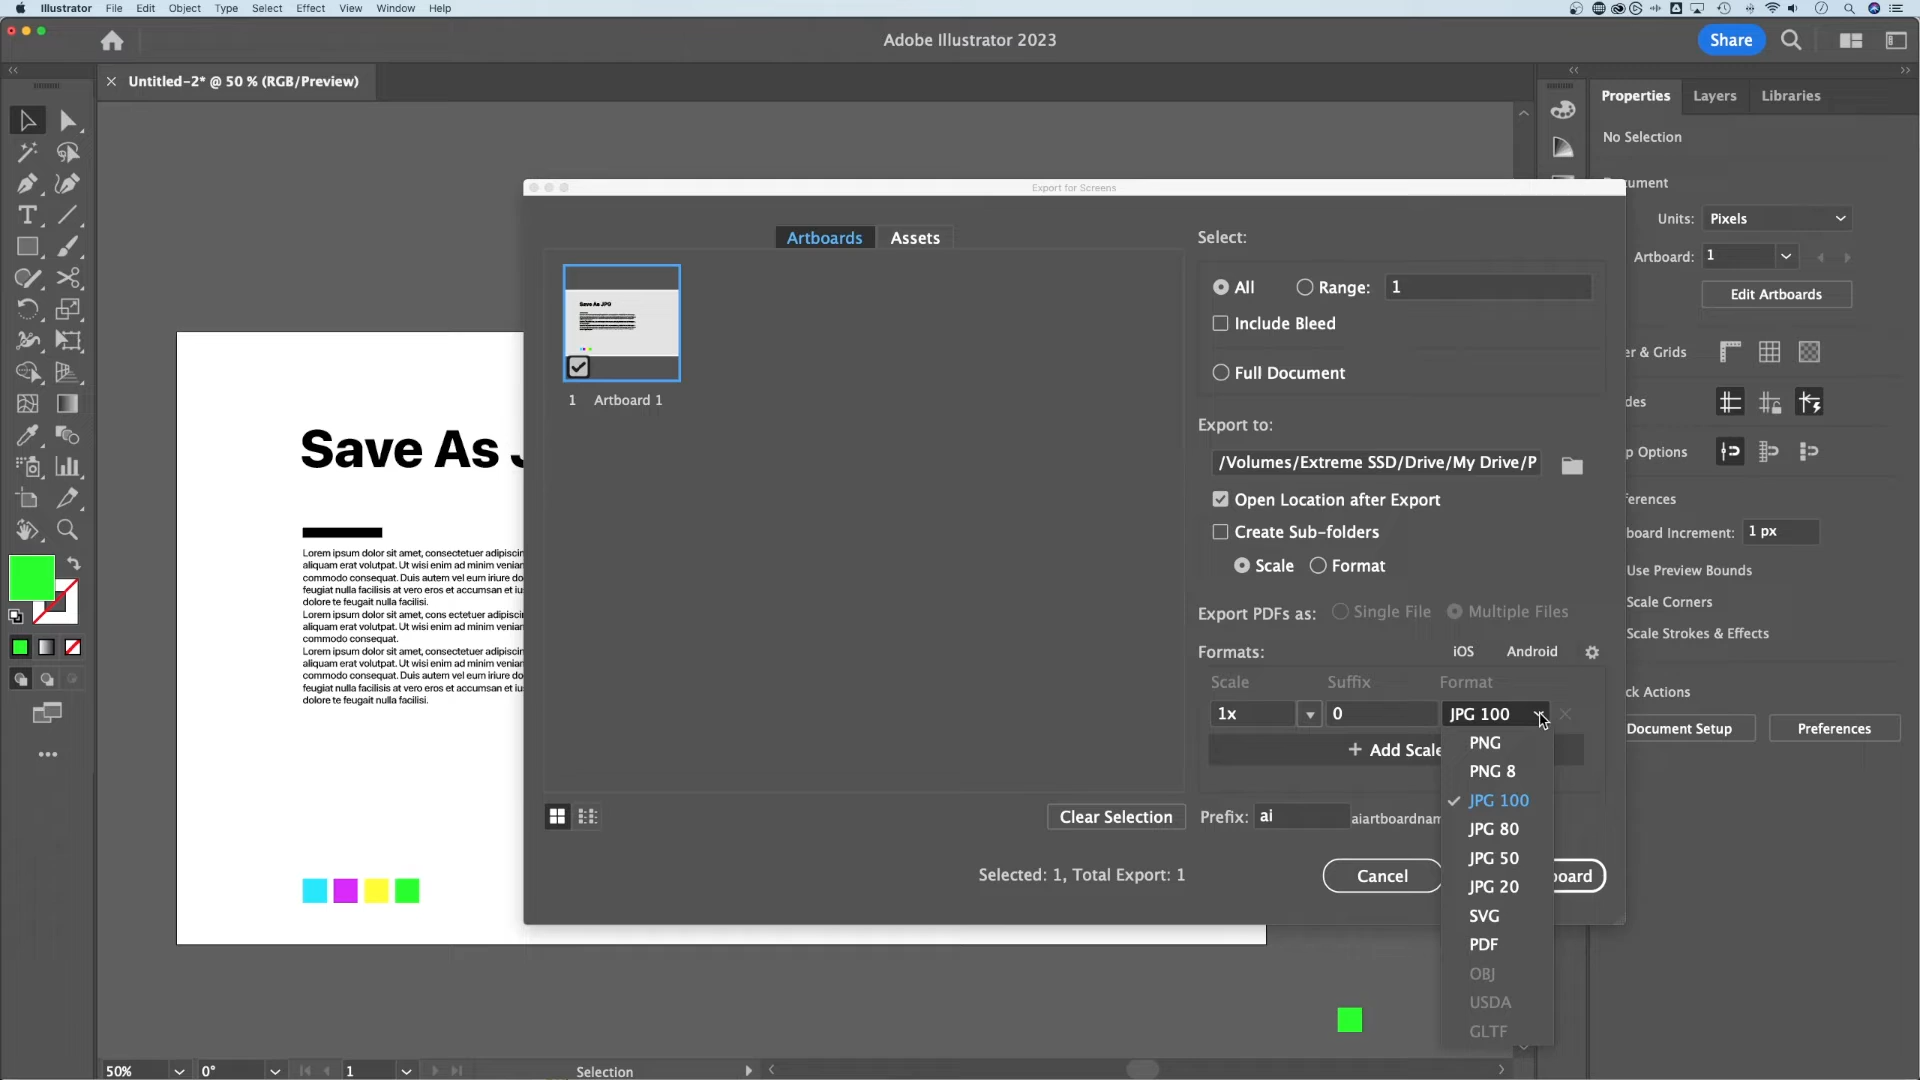 Illustrator File Edit Object Type Select Effect View Window Help
Adobe Illustrator 2023
Share
Untitled-2* @ 50 % (RGB/Preview)
Properties Layers Libraries
No Selection
Export for Screens
Units: Pixels
Artboard: 1
Edit Artboards
er & Grids
des
p Options
board Increment: 1 px
Use Preview Bounds
Scale Corners
Scale Strokes & Effects
ck Actions
Document Setup Preferences
Artboards Assets
Save As JPG
1 Artboard 1
Clear Selection
Selected: 1, Total Export: 1
Select:
All Range: 1
Include Bleed
Full Document
Export to:
/Volumes/Extreme SSD/Drive/My Drive/P
Open Location after Export
Create Sub-folders
Scale Format
Export PDFs as: Single File Multiple Files
Formats: iOS Android
Scale Suffix Format
1x 0 JPG 100
+ Add Scale
PNG
PNG 8
JPG 100
JPG 80
JPG 50
JPG 20
SVG
PDF
OBJ
USDA
GLTF
Prefix: ai aiartboardnam
Cancel board
Save As J
Lorem ipsum dolor sit amet, consectetuer adipiscin
aliquam erat volutpat. Ut wisi enim ad minim venian
commodo consequat. Duis autem vel eum iriure do
feugiat nulla facilisis at vero eros et accumsan et ius
dolore te feugait nulla facilisi.
Lorem ipsum dolor sit amet, cons ectetuer adipiscin
aliquam erat volutpat. Ut wisi enim ad minim venian
commodo consequat.
Lorem ipsum dolor sit amet, consectetuer adipiscin
aliquam erat volutpat. Ut wisi enim ad minim veniam
commodo consequat. Duis autem vel eum iriure do
feugiat nulla facilisis at vero eros et accumsan et ius
dolore te feugait nulla facilisi.
50% 0° 1 Selection